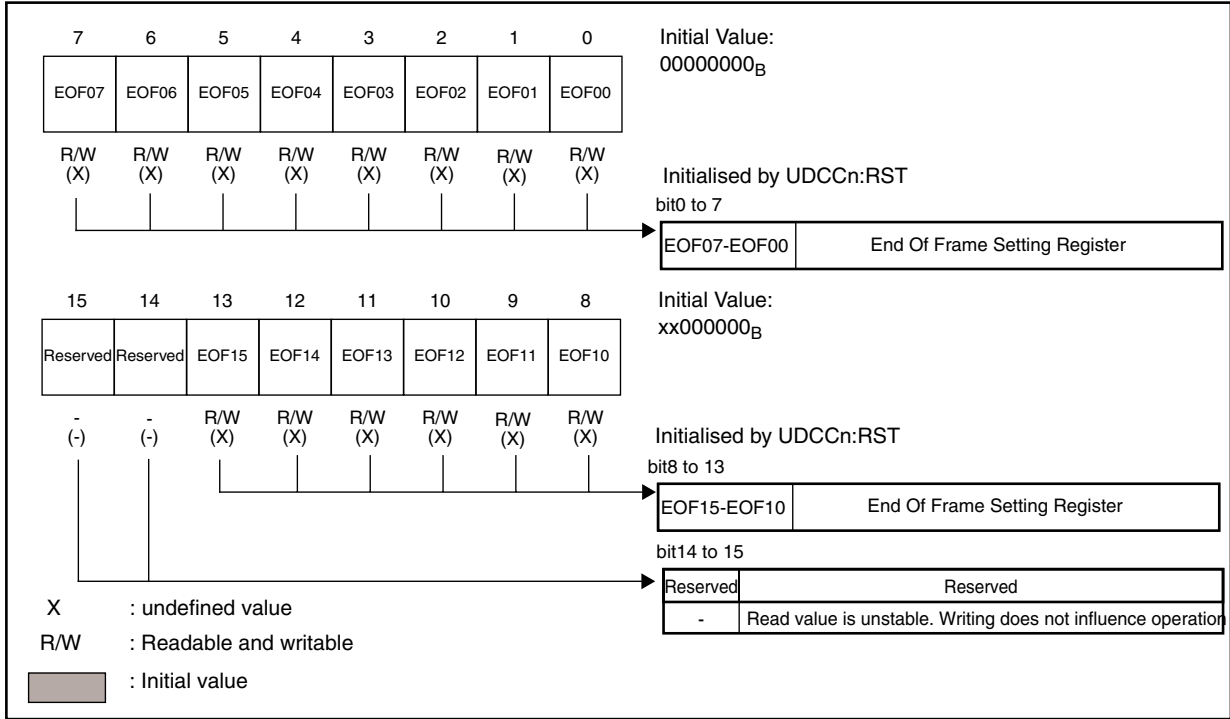 7 6 5 4 3 2 1 0
Initial Value:
00000000B
EOF07 EOF06 EOF05 EOF04 EOF03 EOF02 EOF01 EOF00
R/W R/W R/W R/W R/W R/W R/W R/W
(X) (X) (X) (X) (X) (X) (X) (X)
Initialised by UDCCn:RST
bit0 to 7
EOF07-EOF00 End Of Frame Setting Register
15 14 13 12 11 10 9 8
Initial Value:
xx000000B
Reserved Reserved EOF15 EOF14 EOF13 EOF12 EOF11 EOF10
- - R/W R/W R/W R/W R/W R/W
(-) (-) (X) (X) (X) (X) (X) (X)
Initialised by UDCCn:RST
bit8 to 13
EOF15-EOF10 End Of Frame Setting Register
bit14 to 15
Reserved Reserved
- Read value is unstable. Writing does not influence operation
X : undefined value
R/W : Readable and writable
: Initial value